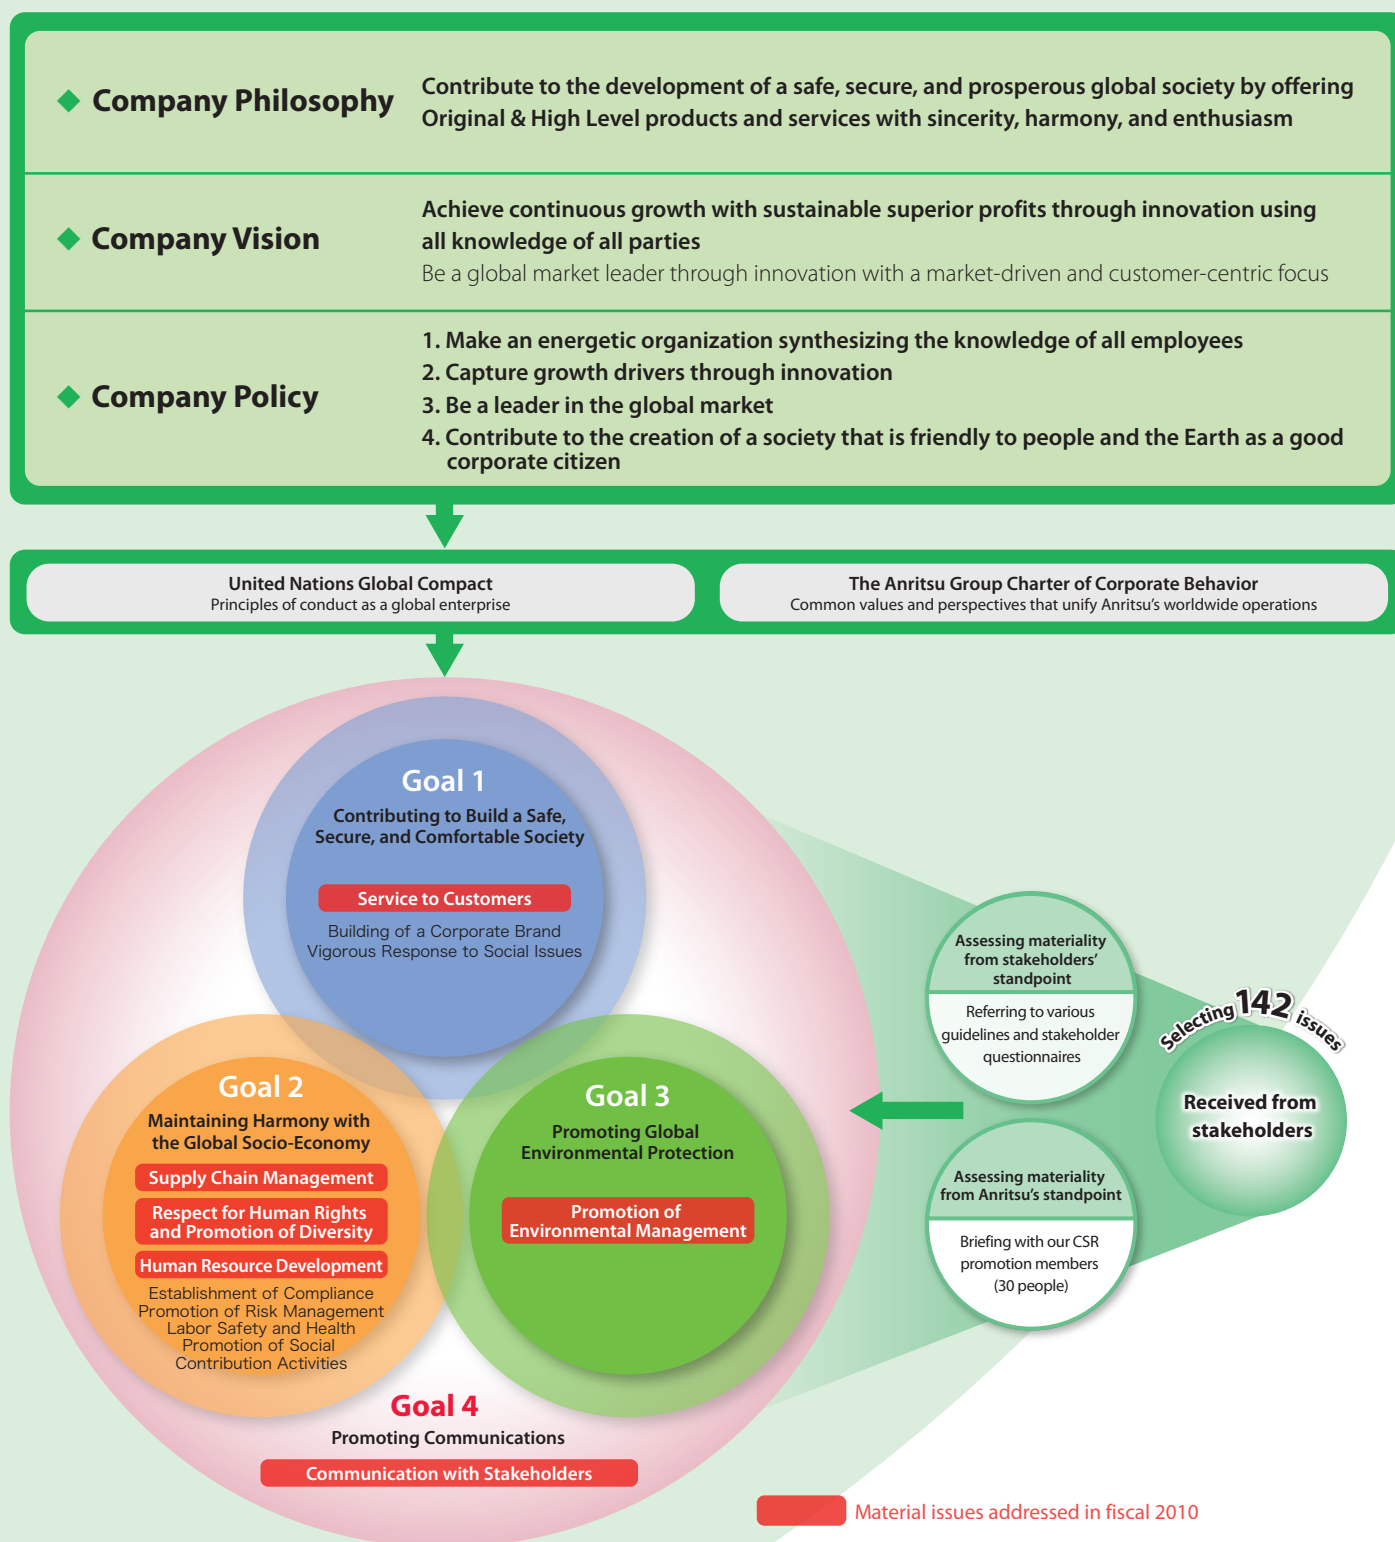 Company Philosophy
Contribute to the development of a safe, secure, and prosperous global society by offering
Original & High Level products and services with sincerity, harmony, and enthusiasm
Company Vision
Achieve continuous growth with sustainable superior profits through innovation using
all knowledge of all parties
Be a global market leader through innovation with a market-driven and customer-centric focus
Company Policy
1. Make an energetic organization synthesizing the knowledge of all employees
2. Capture growth drivers through innovation
3. Be a leader in the global market
4. Contribute to the creation of a society that is friendly to people and the Earth as a good
corporate citizen
United Nations Global Compact
Principles of conduct as a global enterprise
The Anritsu Group Charter of Corporate Behavior
Common values and perspectives that unify Anritsu's worldwide operations
Goal 1
Contributing to Build a Safe,
Secure, and Comfortable Society
Service to Customers
Building of a Corporate Brand
Vigorous Response to Social Issues
Goal 2
Maintaining Harmony with
the Global Socio-Economy
Supply Chain Management
Respect for Human Rights
and Promotion of Diversity
Human Resource Development
Establishment of Compliance
Promotion of Risk Management
Labor Safety and Health
Promotion of Social
Contribution Activities
Goal 3
Promoting Global
Environmental Protection
Promotion of
Environmental Management
Goal 4
Promoting Communications
Communication with Stakeholders
Assessing materiality
from stakeholders'
standpoint
Referring to various
guidelines and stakeholder
questionnaires
Assessing materiality
from Anritsu's standpoint
Briefing with our CSR
promotion members
(30 people)
Selecting 142 issues
Received from
stakeholders
Material issues addressed in fiscal 2010